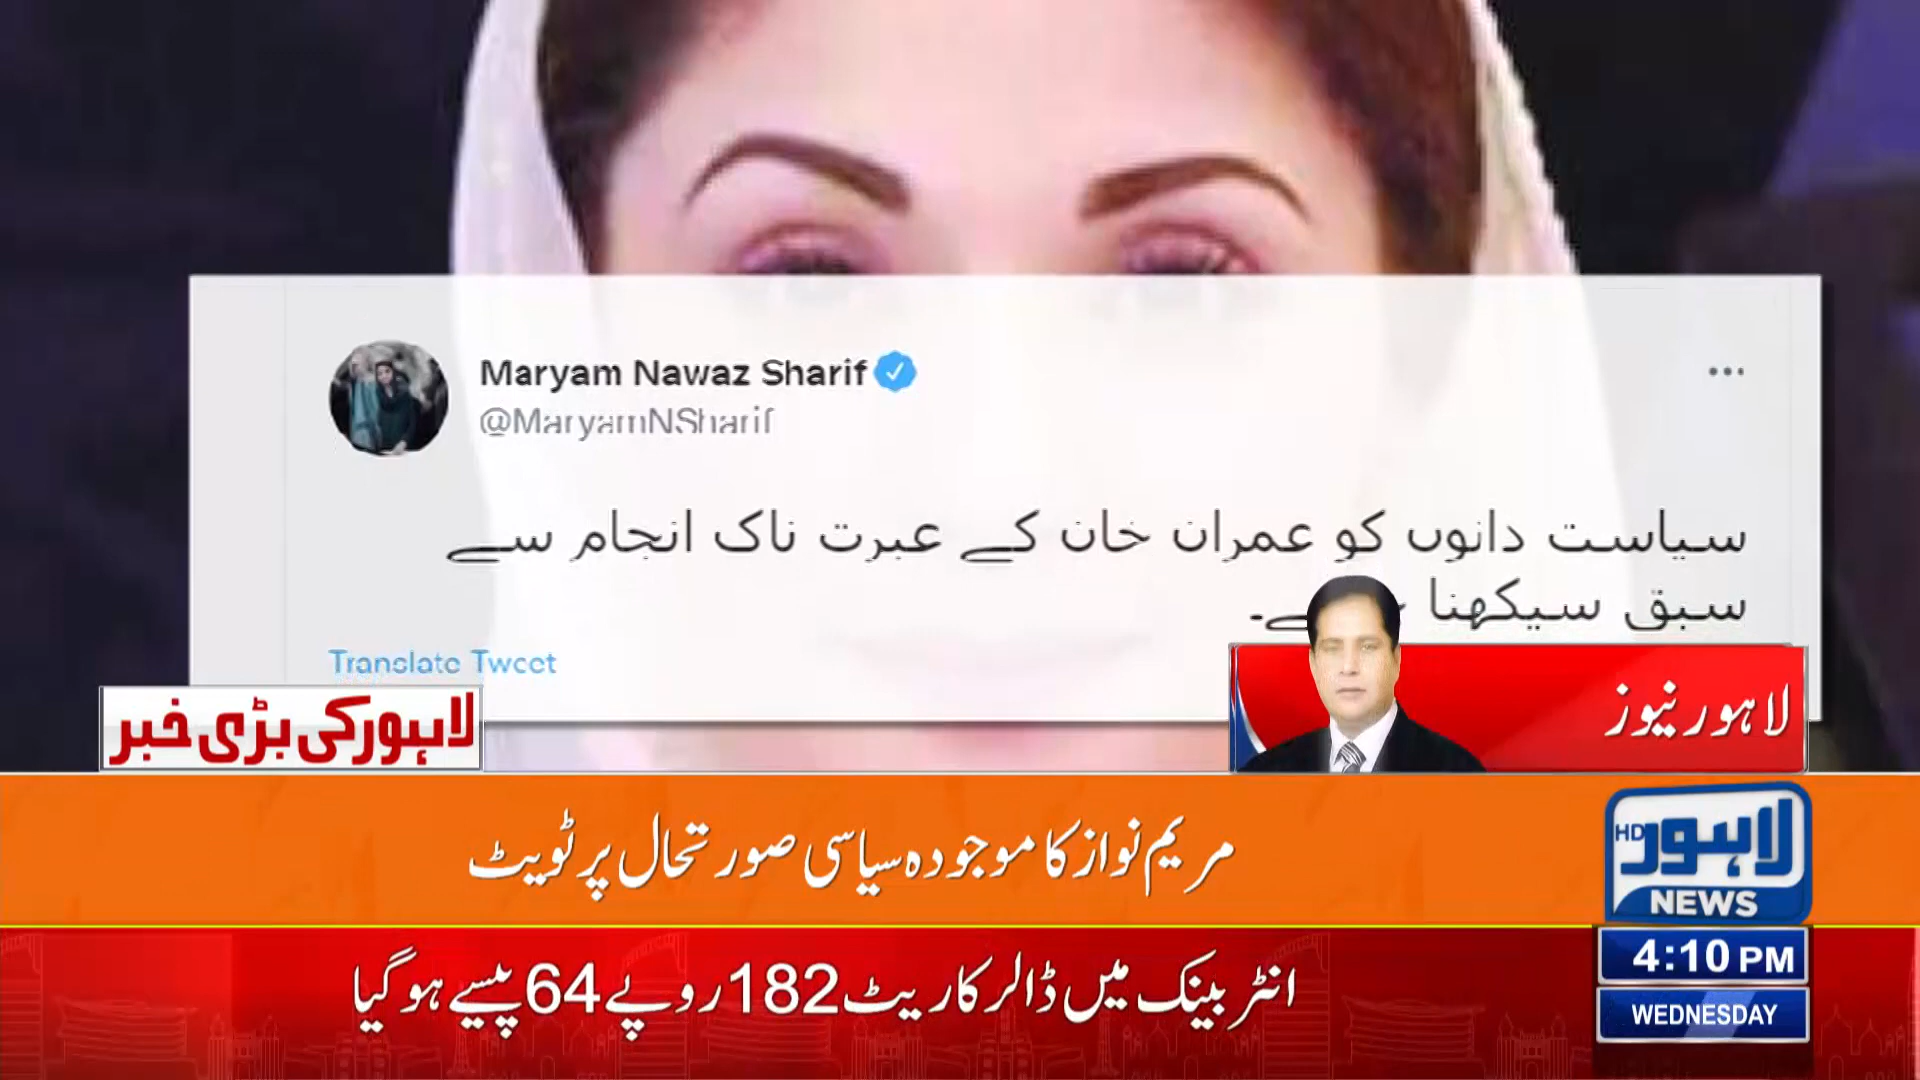 Maryam Nawaz Sharif
@MaryamNSharif
سیاست دانوں کو عمران خان کے عبرت ناک انجام سے
سبق سیکھنا
Translate Tweet
لاہور کی بڑی خبر
لاہور نیوز
مریم نواز کا موجودہ سیاسی صورتحال پر ٹویٹ
لاہور HD
NEWS
انٹر بینک میں ڈالر کا ریٹ 182 روپے 64 پیسے ہو گیا
4:10 PM
WEDNESDAY